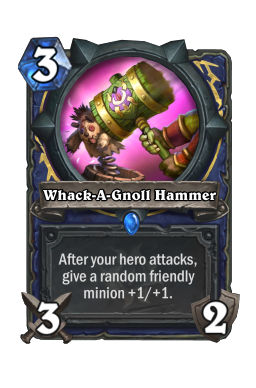 3
Whack-A-Gnoll Hammer
After your hero attacks,
give a random friendly
minion +1/+1.
3
2